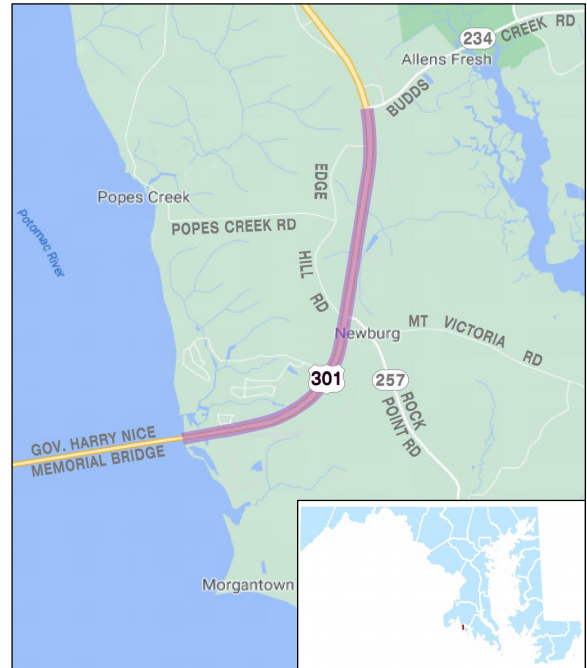 234
CREEK RD
Allens Fresh
BUDDS
EDGE
Popes Creek
POPES CREEK RD
Potomac River
HILL RD
Newburg
MT VICTORIA RD
301
257
ROCK
POINT RD
GOV. HARRY NICE
MEMORIAL BRIDGE
Morgantown